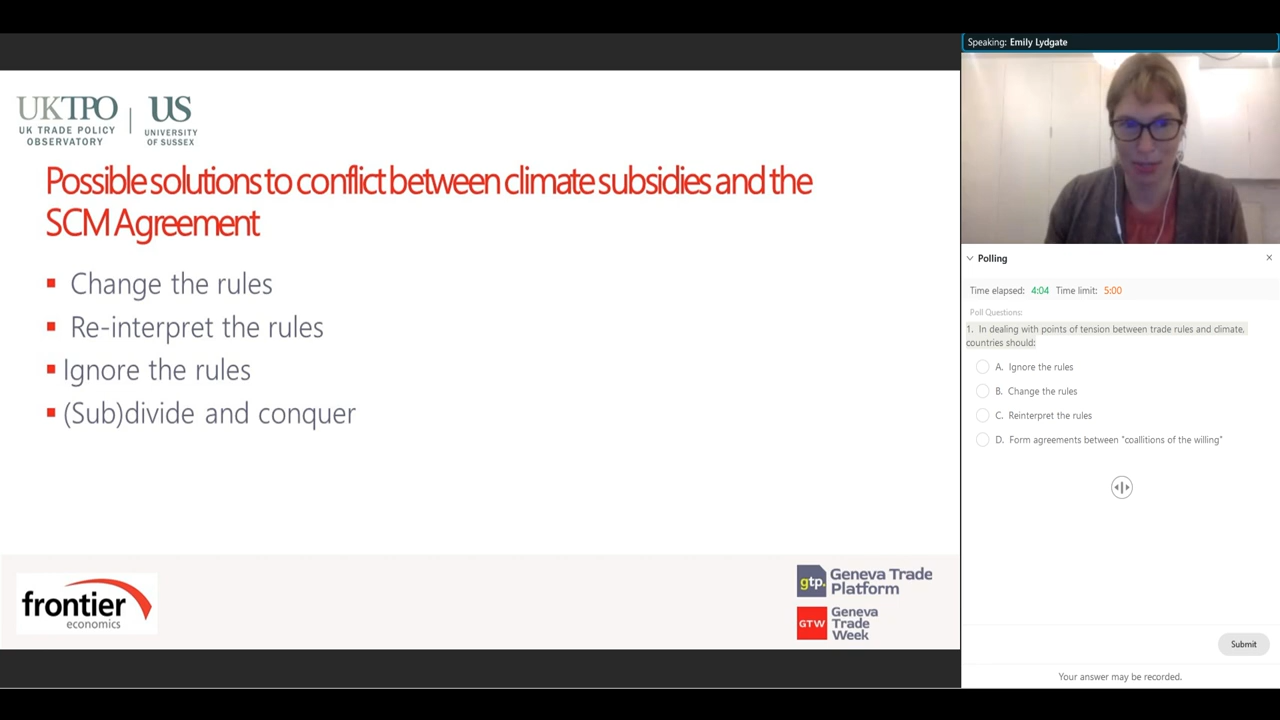 Speaking: Emily Lydgate
UKTPO
UK TRADE POLICY
OBSERVATORY
US
UNIVERSITY
OF SUSSEX
Possible solutions to conflict between climate subsidies and the
SCM Agreement
Change the rules
Re-interpret the rules
Ignore the rules
(Sub)divide and conquer
frontier
economics
gtp.
Geneva Trade
Platform
GTW
Geneva
Trade
Week
Polling
Time elapsed: 4:04 Time limit: 5:00
Poll Questions:
1. In dealing with points of tension between trade rules and climate,
countries should:
A. Ignore the rules
B. Change the rules
C. Reinterpret the rules
D. Form agreements between "coallitions of the willing"
Submit
Your answer may be recorded.